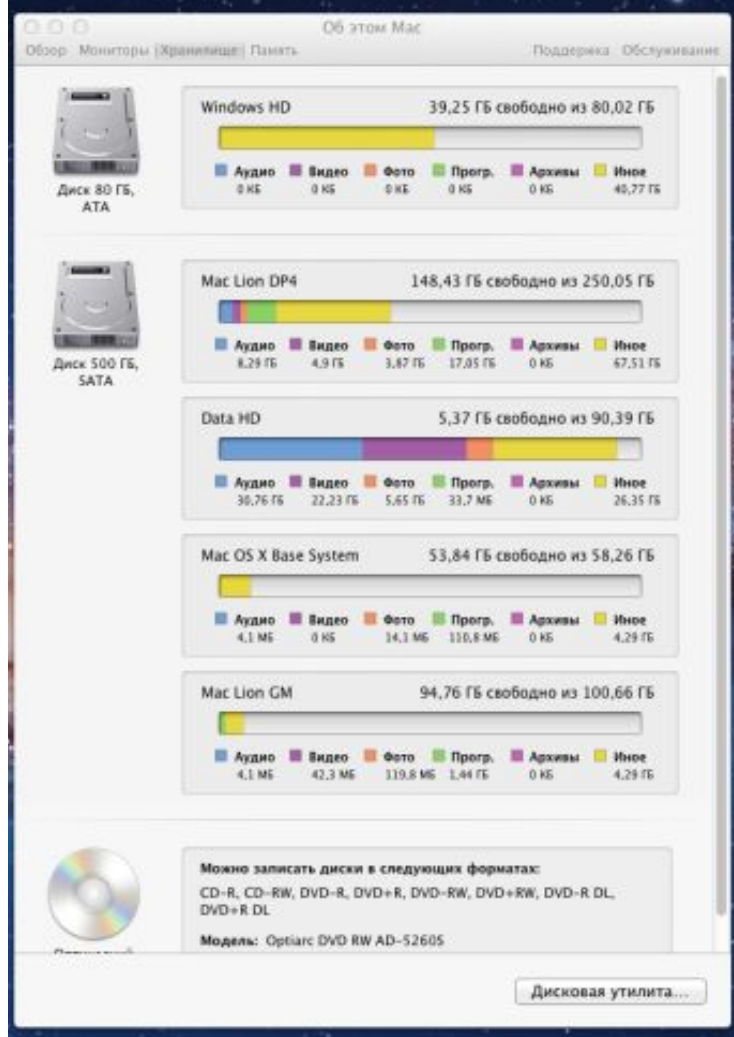 Об этом Mac
Обзор Мониторы Хранилище Память Поддержка Обслуживание
Windows HD 39,25 ГБ свободно из 80,02 ГБ
Аудио Видео Фото Прогр. Архивы Иное
0 КБ 0 КБ 0 КБ 0 КБ 0 КБ 40,77 ГБ
Диск 80 ГБ,
ATA
Mac Lion DP4 148,43 ГБ свободно из 250,05 ГБ
Аудио Видео Фото Прогр. Архивы Иное
8,29 ГБ 4,9 ГБ 3,87 ГБ 17,05 ГБ 0 КБ 67,51 ГБ
Диск 500 ГБ,
SATA
Data HD 5,37 ГБ свободно из 90,39 ГБ
Аудио Видео Фото Прогр. Архивы Иное
30,76 ГБ 22,23 ГБ 5,65 ГБ 33,7 МБ 0 КБ 26,35 ГБ
Mac OS X Base System 53,84 ГБ свободно из 58,26 ГБ
Аудио Видео Фото Прогр. Архивы Иное
4,1 МБ 0 КБ 14,1 МБ 110,8 МБ 0 КБ 4,29 ГБ
Mac Lion GM 94,76 ГБ свободно из 100,66 ГБ
Аудио Видео Фото Прогр. Архивы Иное
4,1 МБ 42,3 МБ 119,8 МБ 1,44 ГБ 0 КБ 4,29 ГБ
Можно записать диски в следующих форматах:
CD-R, CD-RW, DVD-R, DVD+R, DVD-RW, DVD+RW, DVD-R DL,
DVD+R DL
Модель: Optiarc DVD RW AD-5260S
Дисковая утилита...